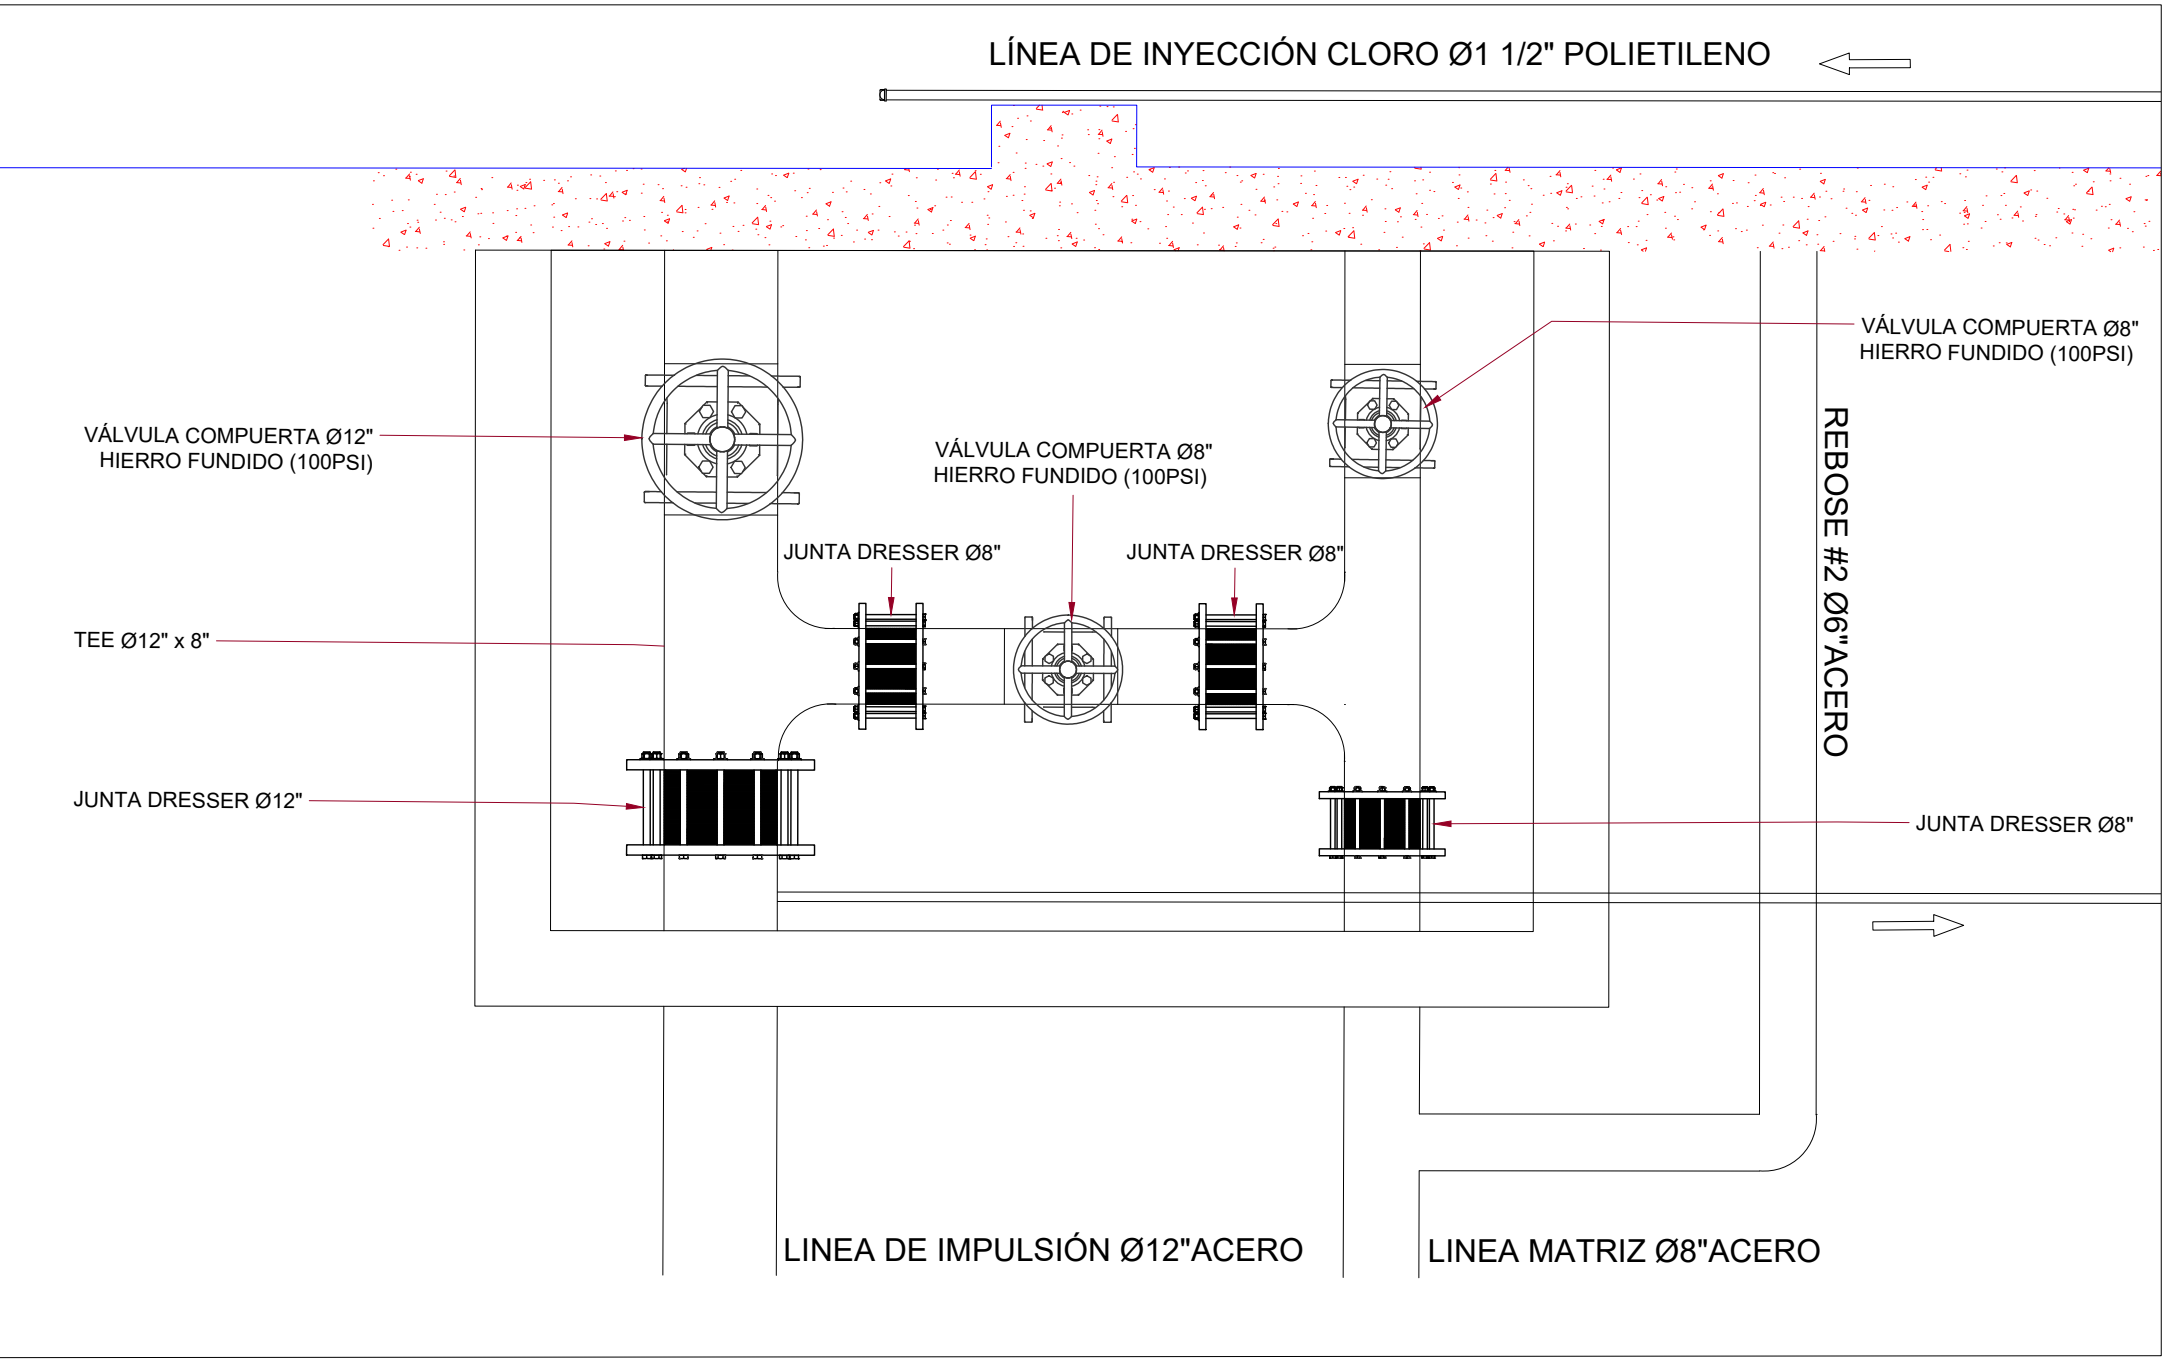 LÍNEA DE INYECCIÓN CLORO Ø1 1/2" POLIETILENO
VÁLVULA COMPUERTA Ø8"
HIERRO FUNDIDO (100PSI)
VÁLVULA COMPUERTA Ø12"
HIERRO FUNDIDO (100PSI)
VÁLVULA COMPUERTA Ø8"
HIERRO FUNDIDO (100PSI)
REBOSE #2 Ø6"ACERO
JUNTA DRESSER Ø8"
JUNTA DRESSER Ø8"
TEE Ø12" x 8"
JUNTA DRESSER Ø12"
JUNTA DRESSER Ø8"
LINEA DE IMPULSIÓN Ø12"ACERO
LINEA MATRIZ Ø8"ACERO